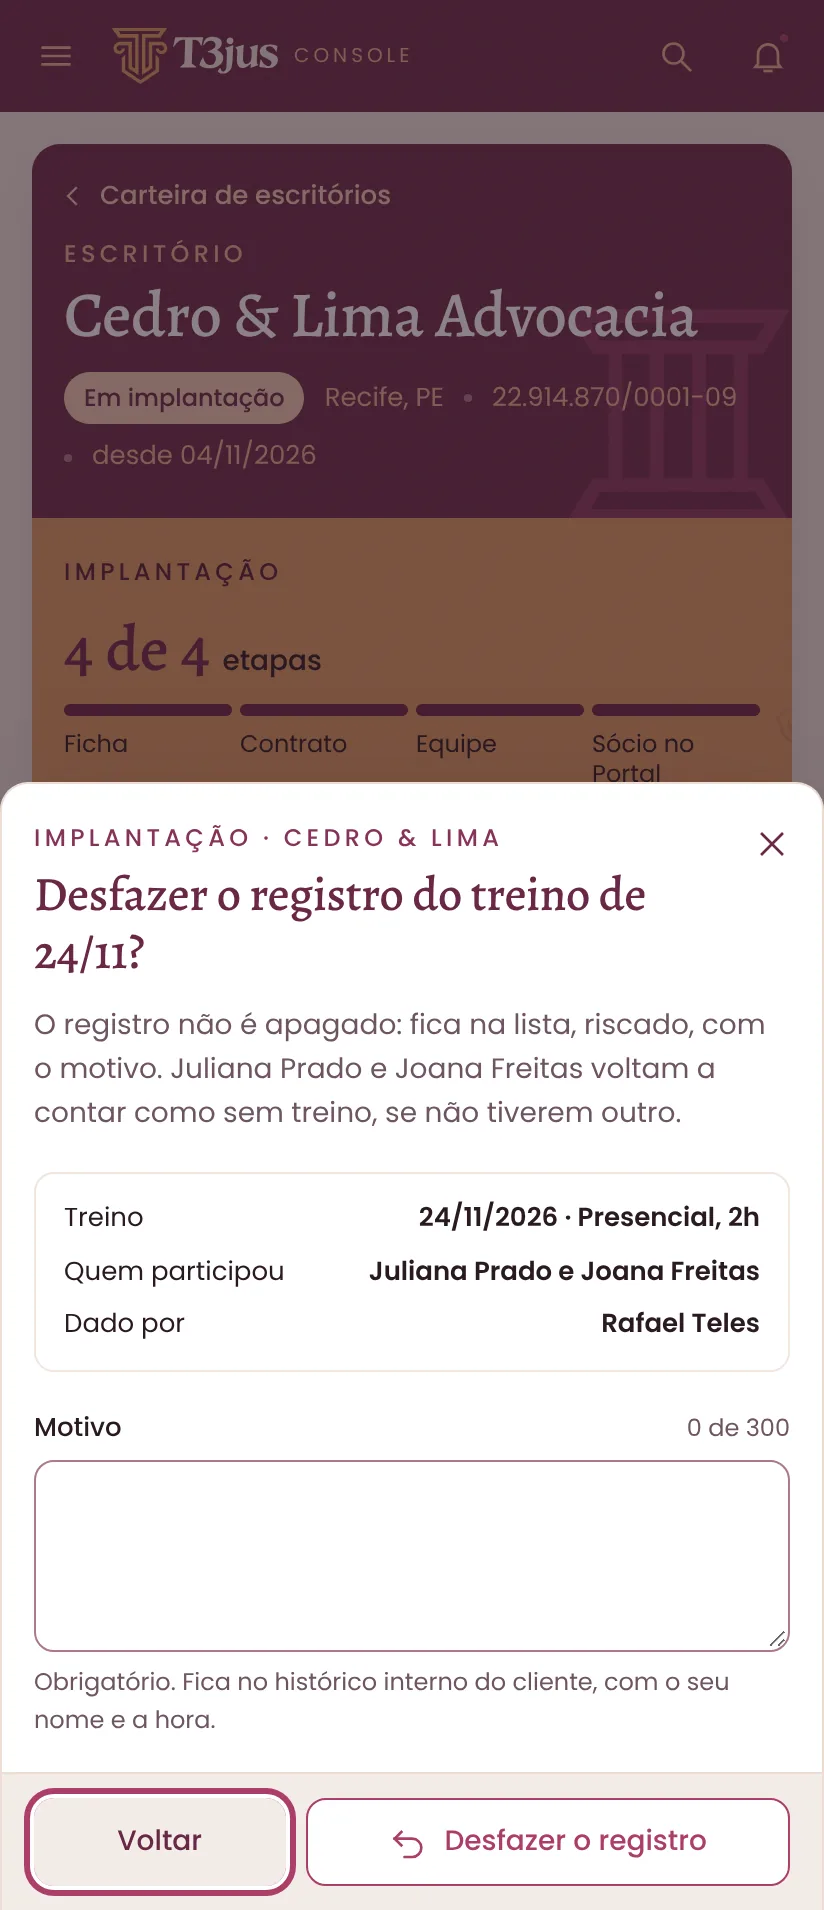 T3jus CONSOLE
Carteira de escritórios
ESCRITÓRIO
Cedro & Lima Advocacia
Em implantação Recife, PE • 22.914.870/0001-09
• desde 04/11/2026
IMPLANTAÇÃO
4 de 4 etapas
Ficha Contrato Equipe Sócio no
Portal
IMPLANTAÇÃO · CEDRO & LIMA
Desfazer o registro do treino de
24/11?
O registro não é apagado: fica na lista, riscado, com
o motivo. Juliana Prado e Joana Freitas voltam a
contar como sem treino, se não tiverem outro.
Treino 24/11/2026 · Presencial, 2h
Quem participou Juliana Prado e Joana Freitas
Dado por Rafael Teles
Motivo 0 de 300
Obrigatório. Fica no histórico interno do cliente, com o seu
nome e a hora.
Voltar Desfazer o registro